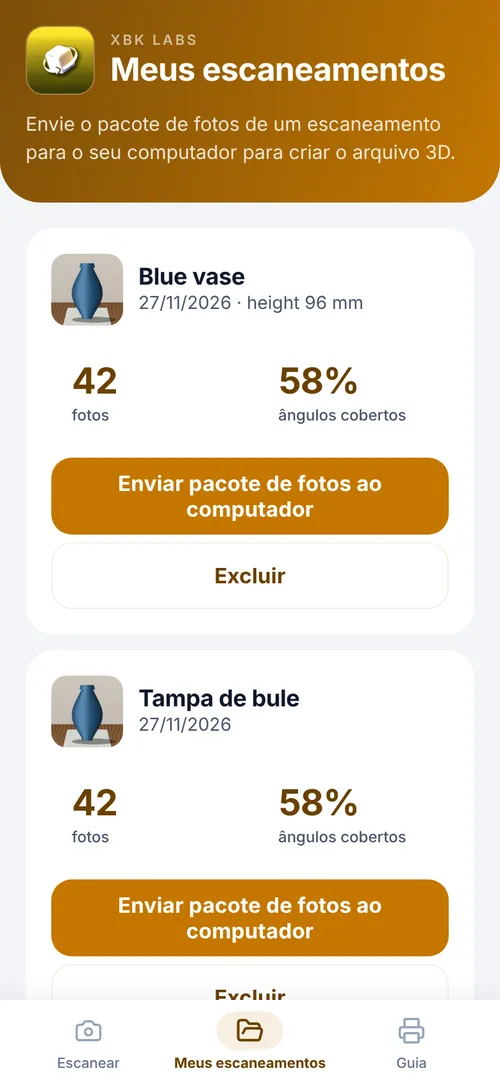 XBK LABS
Meus escaneamentos
Envie o pacote de fotos de um escaneamento
para o seu computador para criar o arquivo 3D.
Blue vase
27/11/2026 · height 96 mm
42
fotos
58%
ângulos cobertos
Enviar pacote de fotos ao
computador
Excluir
Tampa de bule
27/11/2026
42
fotos
58%
ângulos cobertos
Enviar pacote de fotos ao
computador
Excluir
Escanear
Meus escaneamentos
Guia